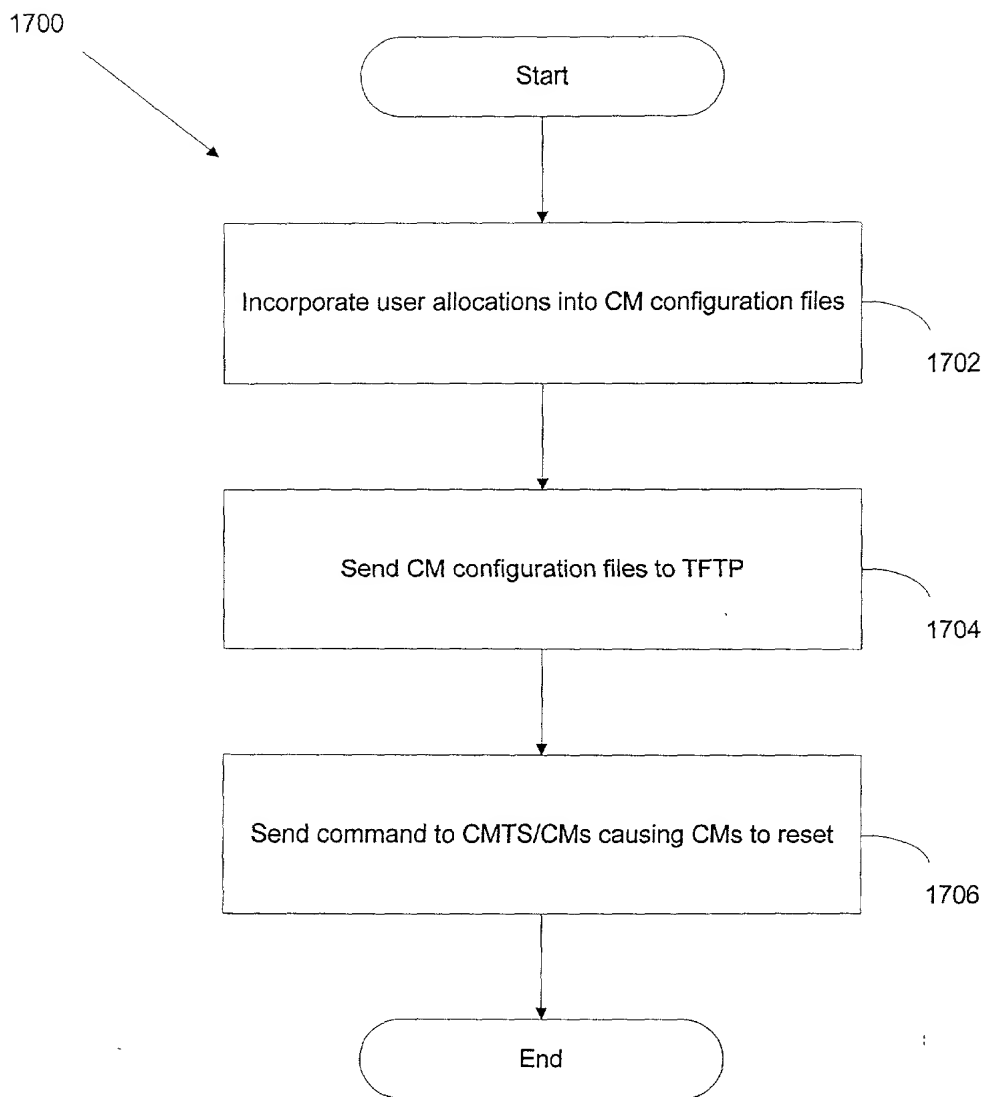 1700
Start
Incorporate user allocations into CM configuration files
1702
Send CM configuration files to TFTP
1704
Send command to CMTS/CMs causing CMs to reset
1706
End